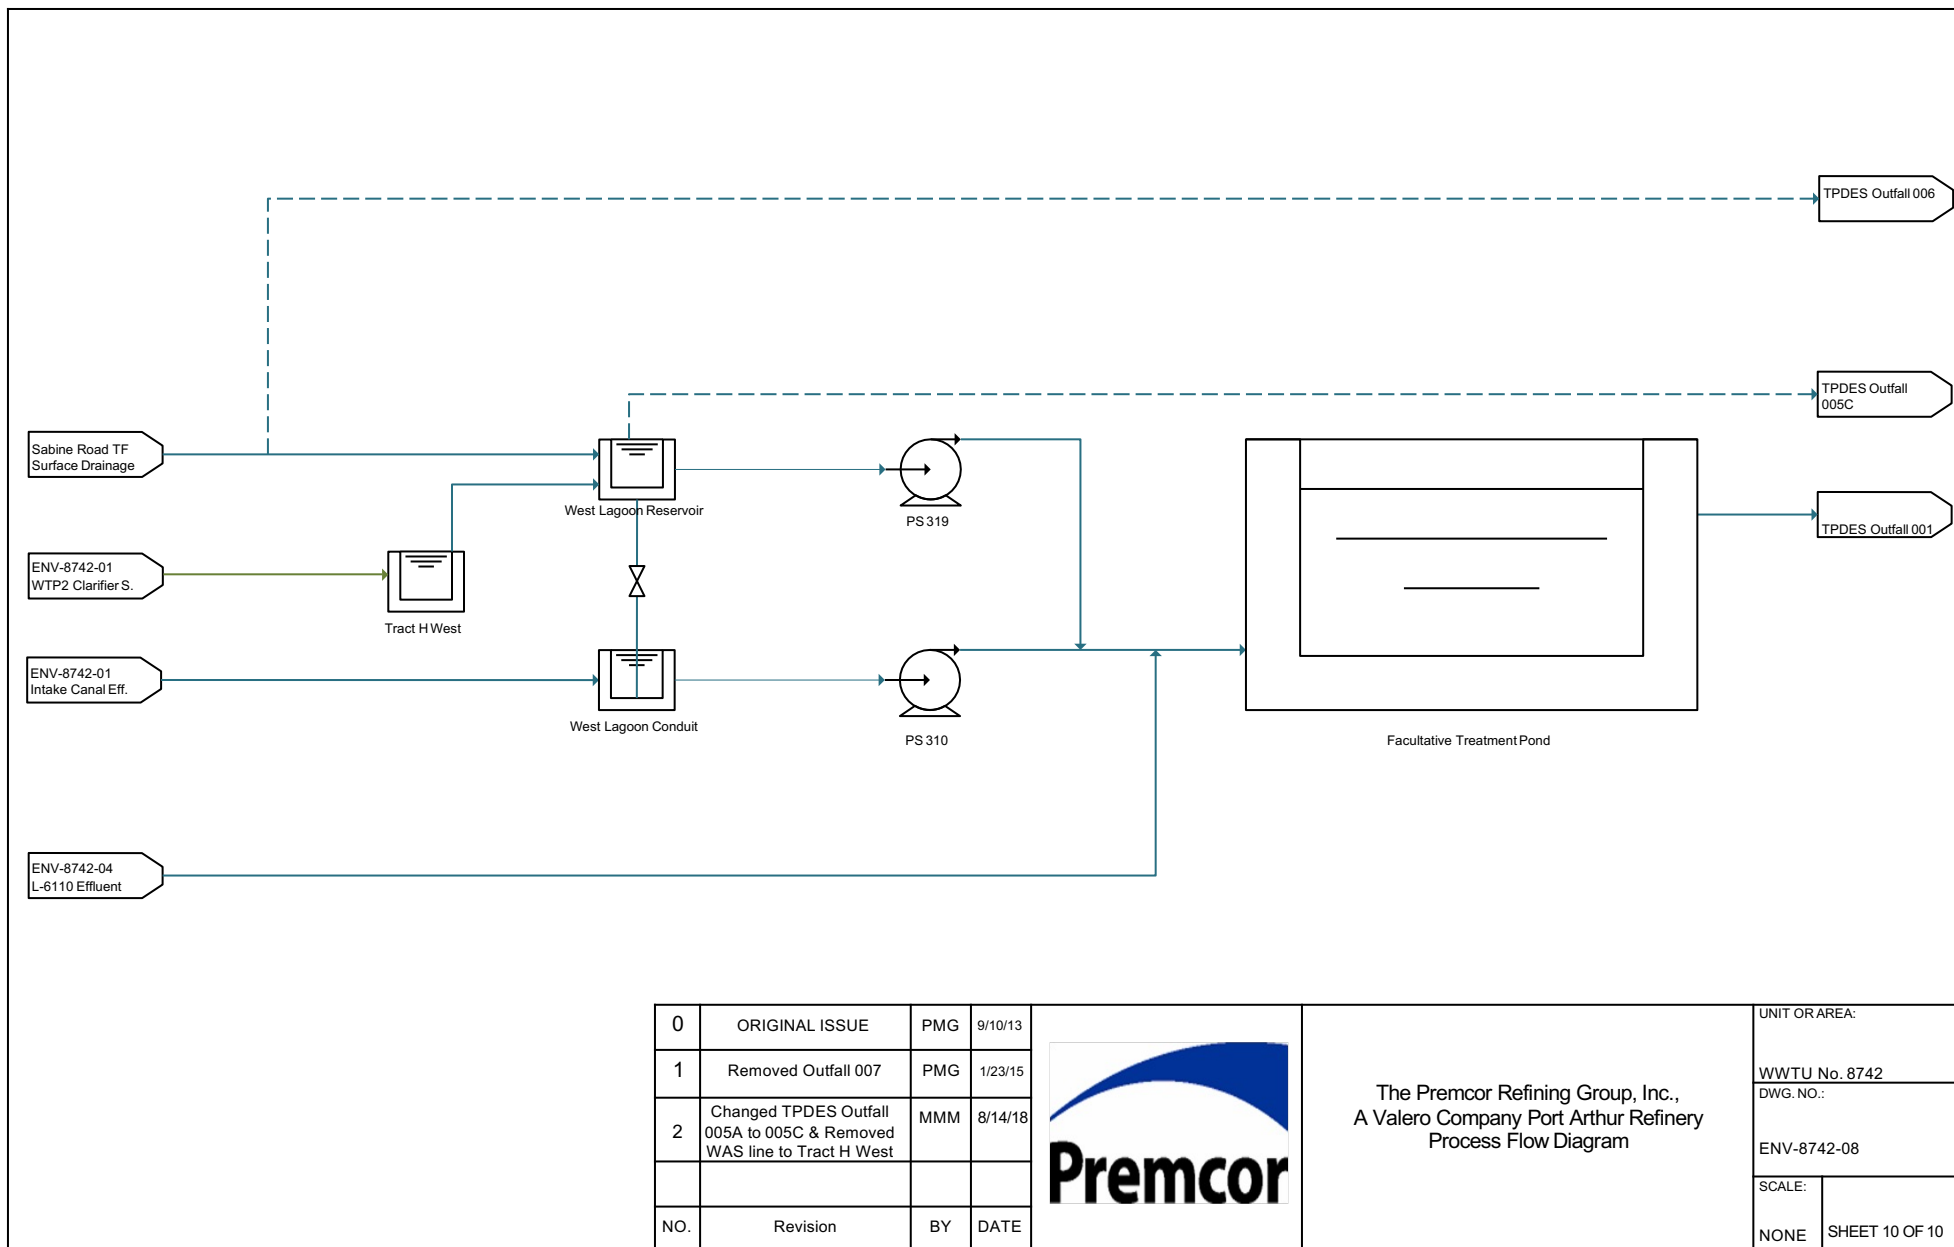 TPDES Outfall 006
TPDES Outfall
005C
Sabine Road TF
Surface Drainage
West Lagoon Reservoir
PS 319
TPDES Outfall 001
ENV-8742-01
WTP2 Clarifier S.
Tract H West
ENV-8742-01
Intake Canal Eff.
West Lagoon Conduit
PS 310
Facultative Treatment Pond
ENV-8742-04
L-6110 Effluent
0 ORIGINAL ISSUE PMG 9/10/13
1 Removed Outfall 007 PMG 1/23/15
2 Changed TPDES Outfall
005A to 005C & Removed
WAS line to Tract H West
MMM 8/14/18
NO. Revision BY DATE
Premcor
The Premcor Refining Group, Inc.,
A Valero Company Port Arthur Refinery
Process Flow Diagram
UNIT OR AREA:
WWTU No. 8742
DWG. NO.:
ENV-8742-08
SCALE:
NONE
SHEET 10 OF 10